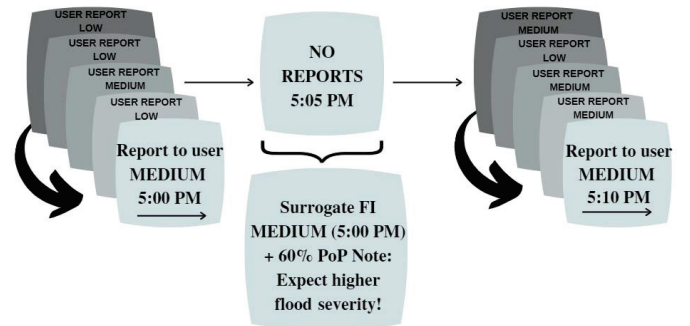 USER REPORT
LOW
USER REPORT
LOW
USER REPORT
MEDIUM
USER REPORT
LOW
Report to user
MEDIUM
5:00 PM
NO
REPORTS
5:05 PM
Surrogate FI
MEDIUM (5:00 PM)
+ 60% PoP Note:
Expect higher
flood severity!
USER REPORT
MEDIUM
USER REPORT
LOW
USER REPORT
MEDIUM
USER REPORT
MEDIUM
Report to user
MEDIUM
5:10 PM